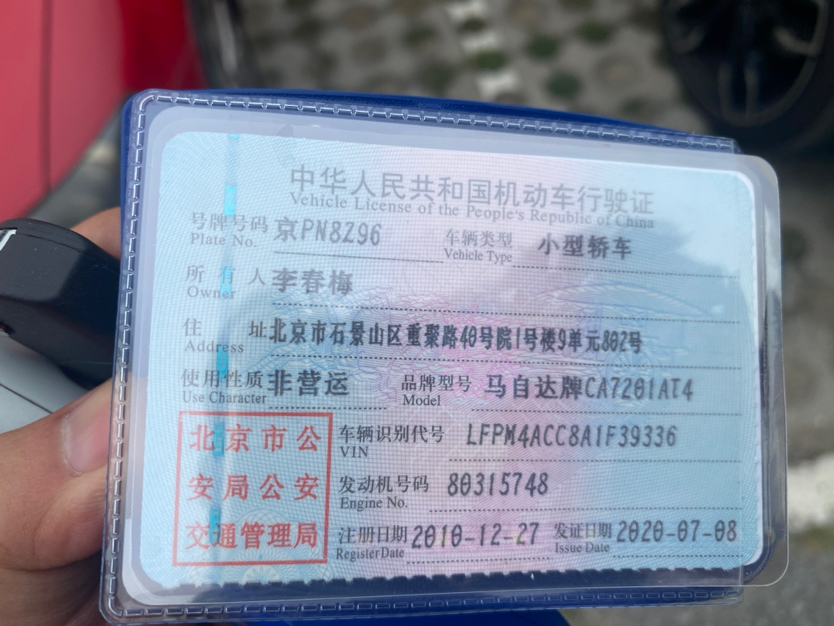 中华人民共和国机动车行驶证
Vehicle License of the People's Republic of China
号牌号码 京PN8Z96 车辆类型 小型轿车
Plate No. Vehicle Type
所有人 李春梅
Owner
住址 北京市石景山区重聚路40号院1号楼9单元802号
Address
使用性质 非营运 品牌型号 马自达牌CA7201AT4
Use Character Model
北京市公
安局公安
交通管理局
车辆识别代号 LFPM4ACC8A1F39336
VIN
发动机号码 80315748
Engine No.
注册日期 2010-12-27 发证日期 2020-07-08
Register Date Issue Date